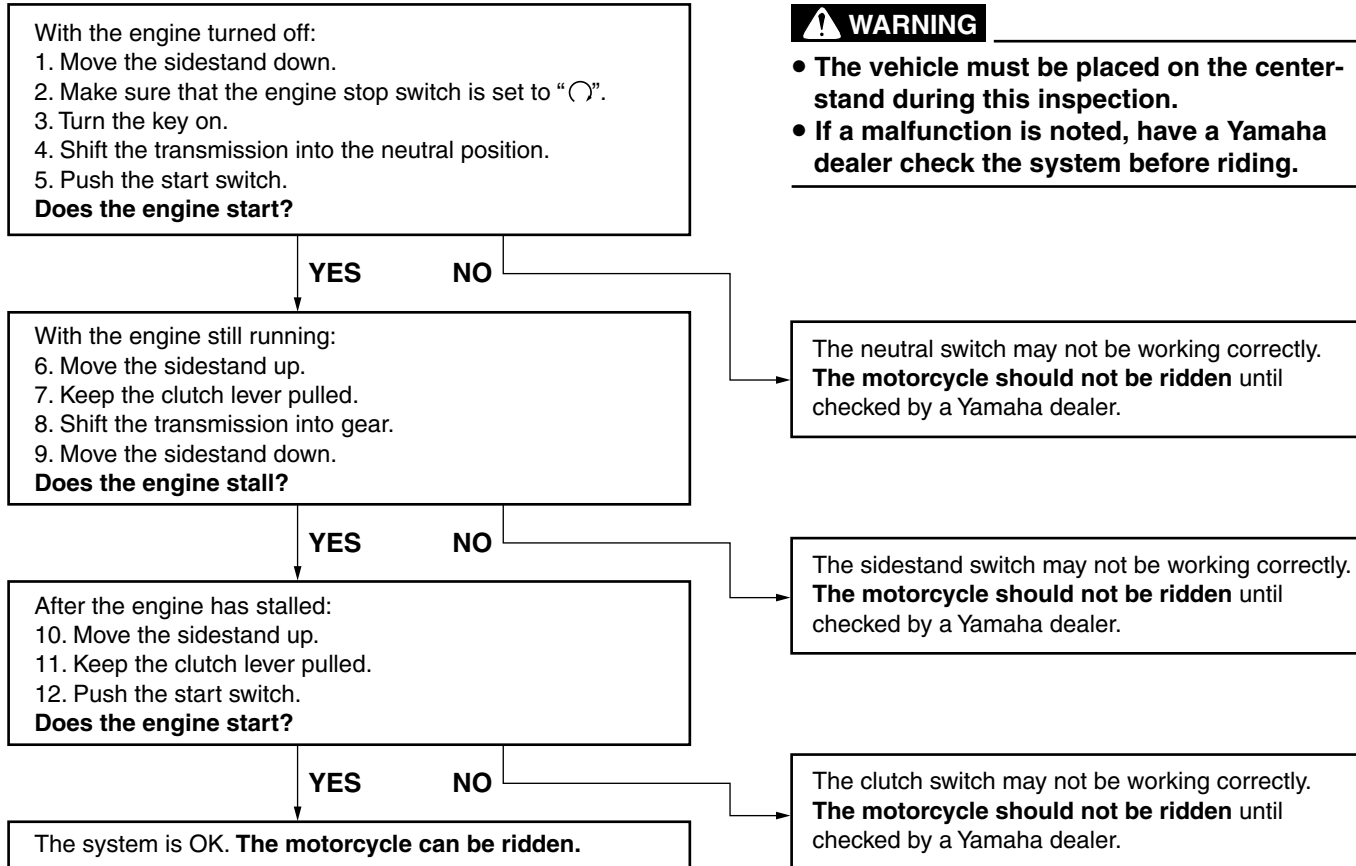 With the engine turned off:
1. Move the sidestand down.
2. Make sure that the engine stop switch is set to “○”.
3. Turn the key on.
4. Shift the transmission into the neutral position.
5. Push the start switch.
Does the engine start?
WARNING
● The vehicle must be placed on the center-
stand during this inspection.
● If a malfunction is noted, have a Yamaha
dealer check the system before riding.
YES NO
With the engine still running:
6. Move the sidestand up.
7. Keep the clutch lever pulled.
8. Shift the transmission into gear.
9. Move the sidestand down.
Does the engine stall?
The neutral switch may not be working correctly.
The motorcycle should not be ridden until
checked by a Yamaha dealer.
YES NO
After the engine has stalled:
10. Move the sidestand up.
11. Keep the clutch lever pulled.
12. Push the start switch.
Does the engine start?
The sidestand switch may not be working correctly.
The motorcycle should not be ridden until
checked by a Yamaha dealer.
YES NO
The system is OK. The motorcycle can be ridden.
The clutch switch may not be working correctly.
The motorcycle should not be ridden until
checked by a Yamaha dealer.